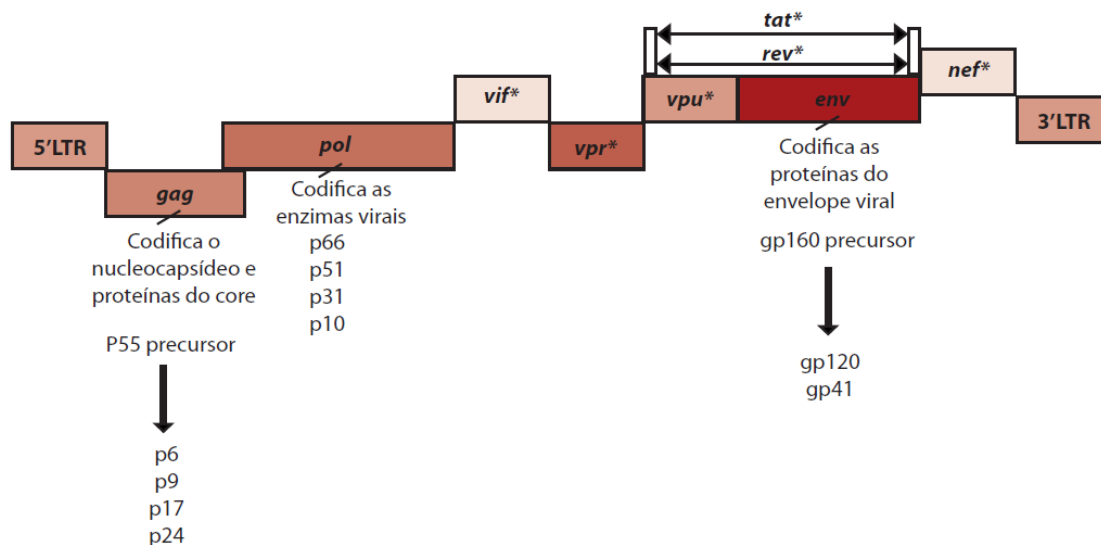 tat*
rev*
nef*
vif*
vpu*
env
5'LTR
pol
vpr*
3'LTR
gag
Codifica o
nucleocapsídeo e
proteínas do core
P55 precursor
p6
p9
p17
p24
Codifica as
enzimas virais
p66
p51
p31
p10
Codifica as
proteínas do
envelope viral
gp160 precursor
gp120
gp41